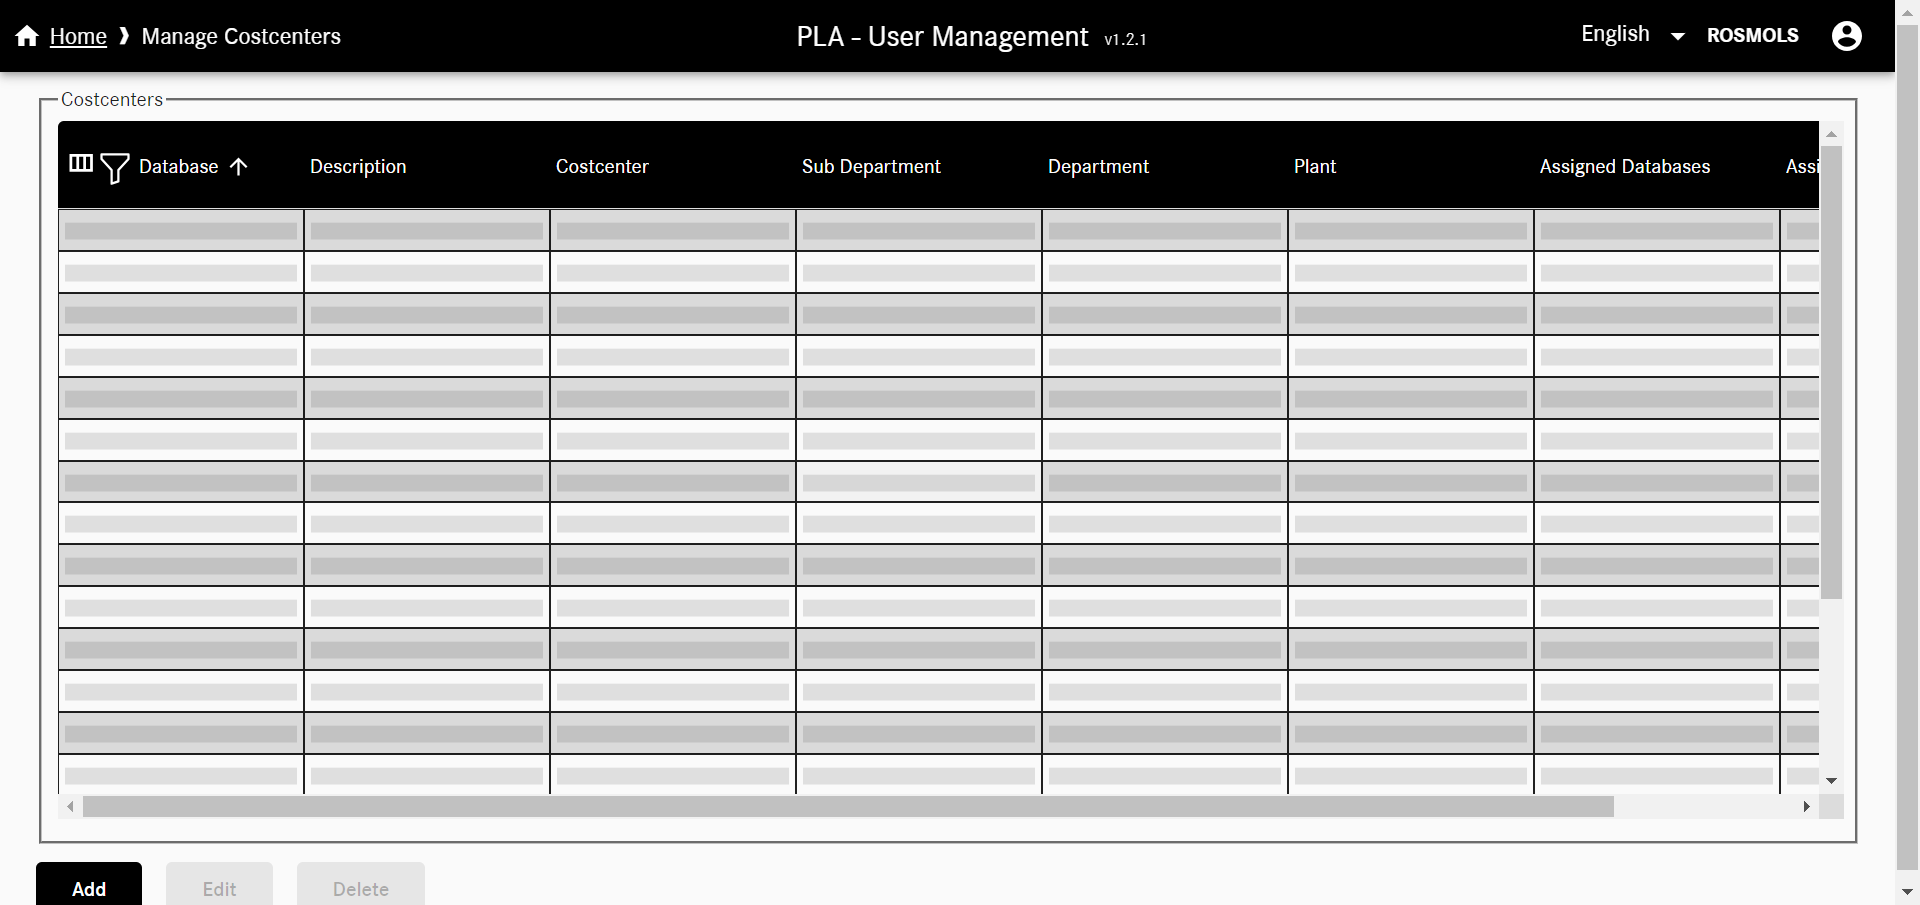 Home ❱ Manage Costcenters
PLA - User Management v1.2.1
English
ROSMOLS
Costcenters
Database Description Costcenter Sub Department Department Plant Assigned Databases Assi
Add Edit Delete